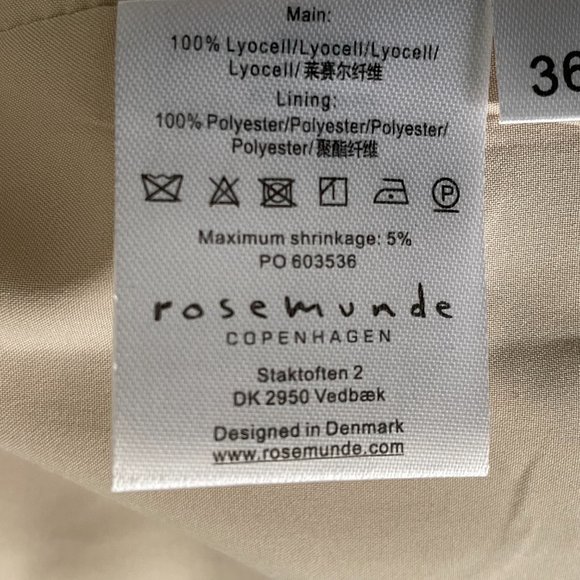 Main:
100% Lyocell/Lyocell/Lyocell/
Lyocell/莱赛尔纤维
Lining:
100% Polyester/Polyester/Polyester/
Polyester/聚酯纤维
P
Maximum shrinkage: 5%
PO 603536
rosemunde
COPENHAGEN
Staktoften 2
DK 2950 Vedbæk
Designed in Denmark
www.rosemunde.com
36